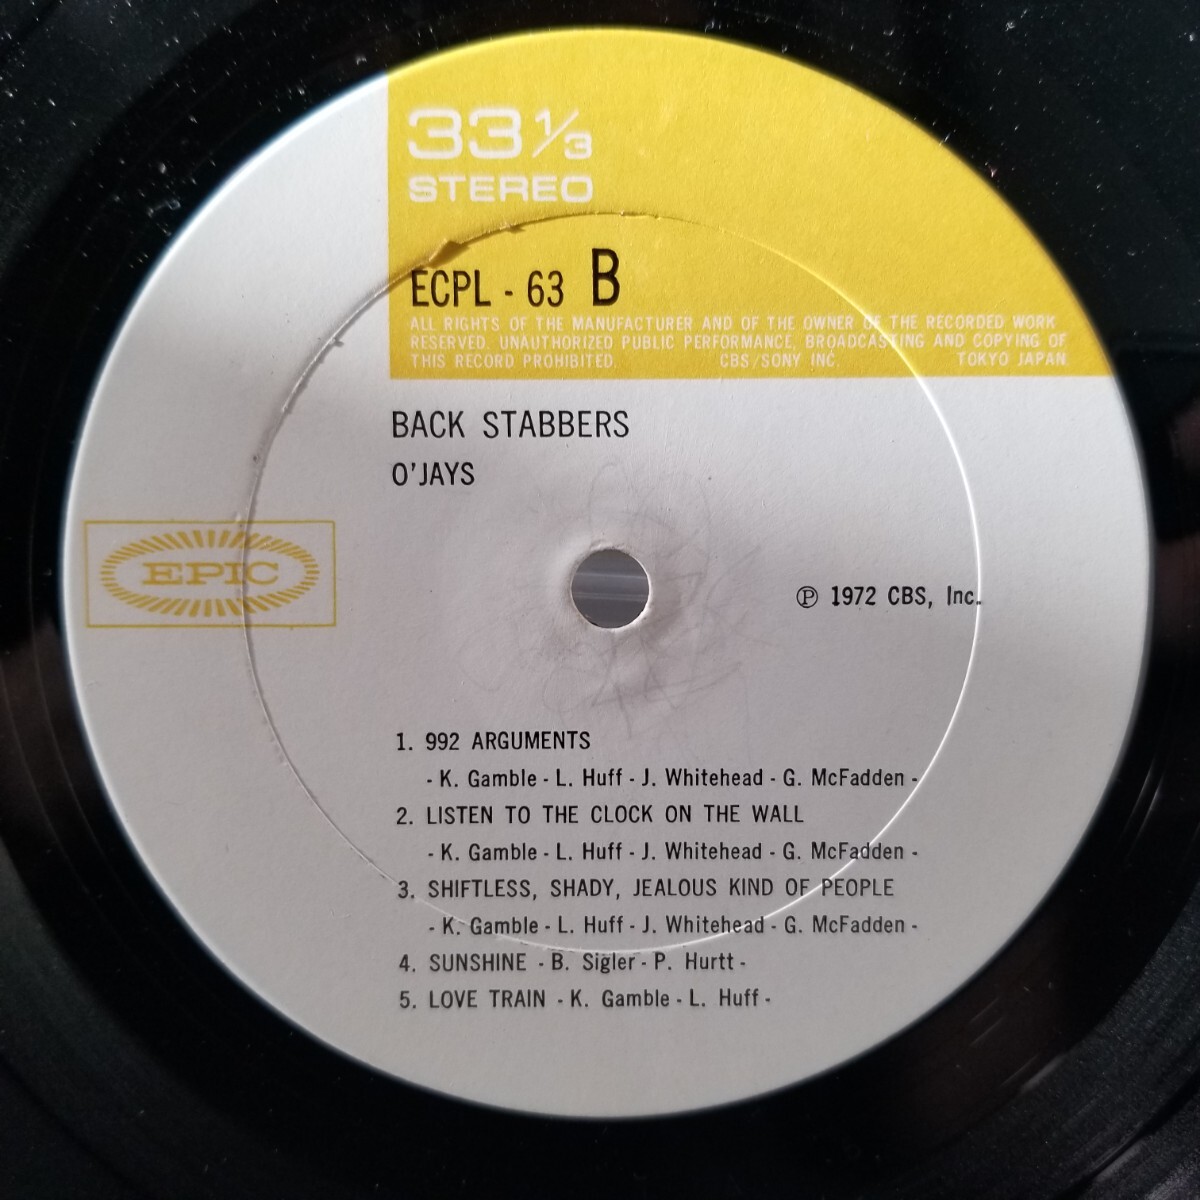 33 1/3
STEREO
ECPL - 63 B
ALL RIGHTS OF THE MANUFACTURER AND OF THE OWNER OF THE RECORDED WORK
RESERVED. UNAUTHORIZED PUBLIC PERFORMANCE, BROADCASTING AND COPYING OF
THIS RECORD PROHIBITED. CBS/SONY INC. TOKYO JAPAN
BACK STABBERS
O'JAYS
EPIC
℗ 1972 CBS, Inc.
1. 992 ARGUMENTS
- K. Gamble - L. Huff - J. Whitehead - G. McFadden -
2. LISTEN TO THE CLOCK ON THE WALL
- K. Gamble - L. Huff - J. Whitehead - G. McFadden -
3. SHIFTLESS, SHADY, JEALOUS KIND OF PEOPLE
- K. Gamble - L. Huff - J. Whitehead - G. McFadden -
4. SUNSHINE - B. Sigler - P. Hurtt -
5. LOVE TRAIN - K. Gamble - L. Huff -